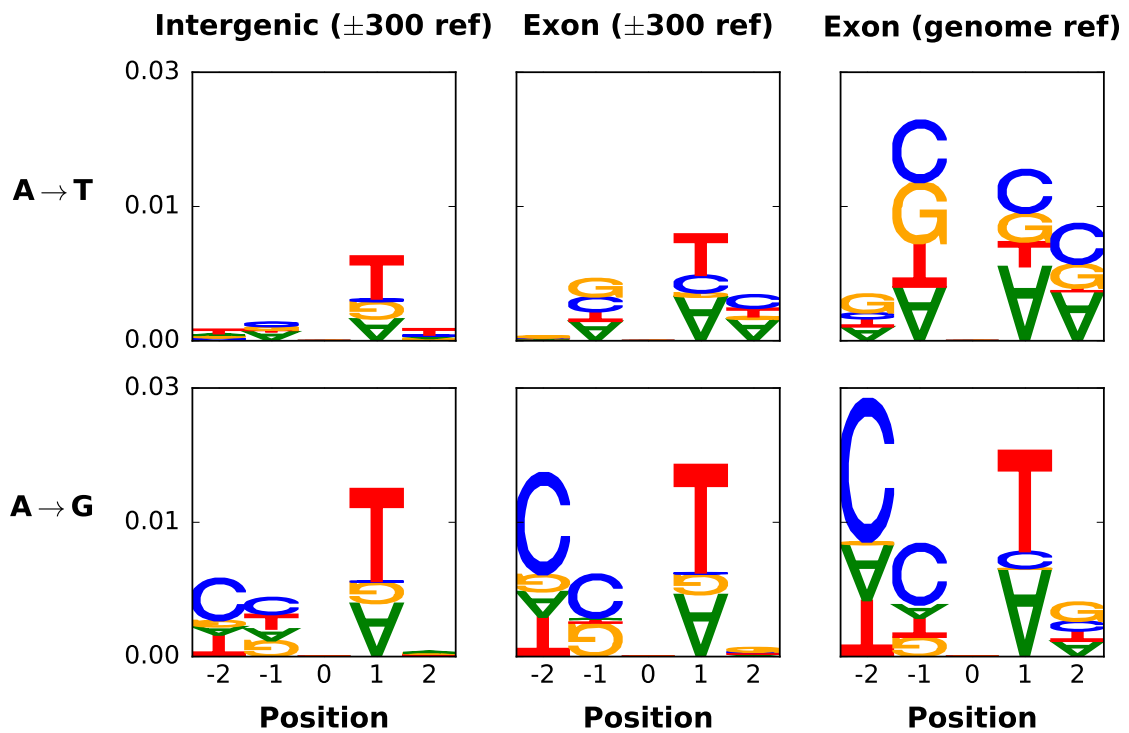 Intergenic (±300 ref) Exon (±300 ref) Exon (genome ref)
0.03
A→T
0.01
0.00
T
C
G
A
T
C
G
A
G
C
T
A
T
C
G
A
C
T
G
A
C
G
T
A
C
G
T
A
C
G
T
A
G
C
T
A
0.03
A→G
0.01
0.00
C
G
A
T
C
T
A
G
T
C
G
A
C
G
A
T
C
A
T
G
T
C
G
A
C
G
A
T
C
A
T
G
T
C
G
A
G
C
T
A
-2 -1 0 1 2 -2 -1 0 1 2 -2 -1 0 1 2
Position Position Position